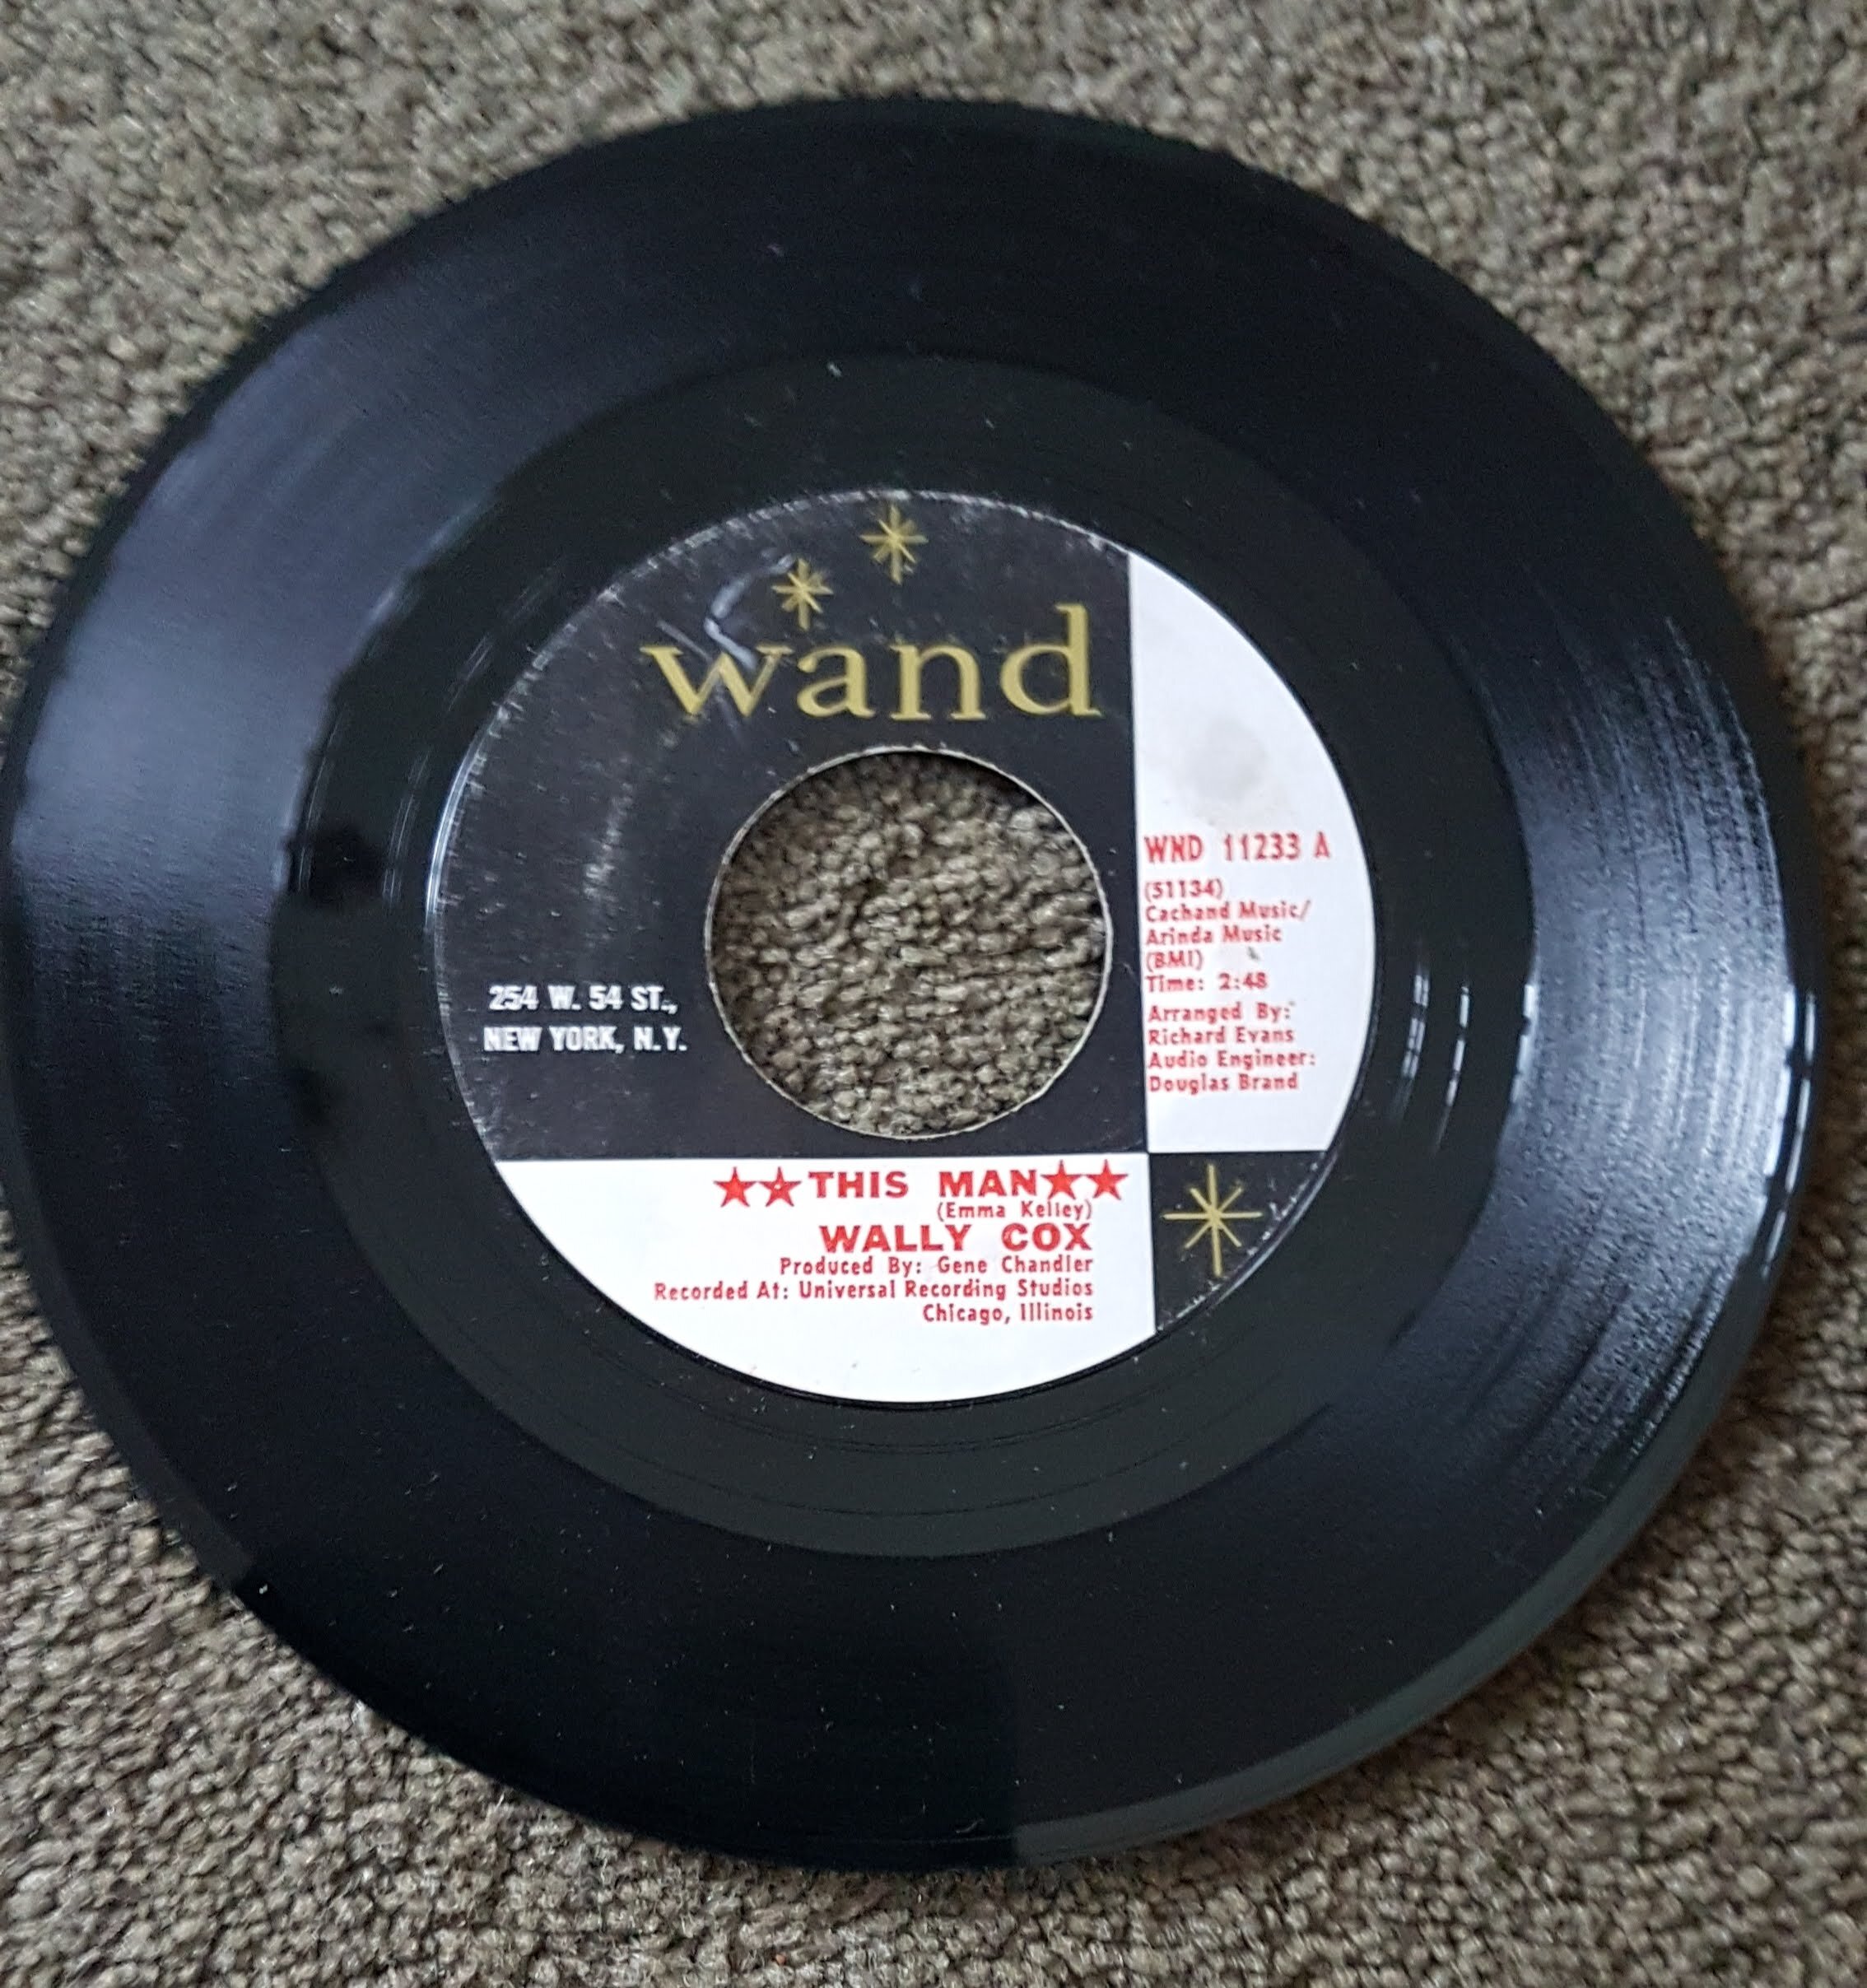 wand
WND 11233 A
(51134)
Cachand Music/
Arinda Music
(BMI)
Time: 2:48
Arranged By:
Richard Evans
Audio Engineer:
Douglas Brand
254 W. 54 ST.,
NEW YORK, N.Y.
★★THIS MAN★★
(Emma Kelley)
WALLY COX
Produced By: Gene Chandler
Recorded At: Universal Recording Studios
Chicago, Illinois